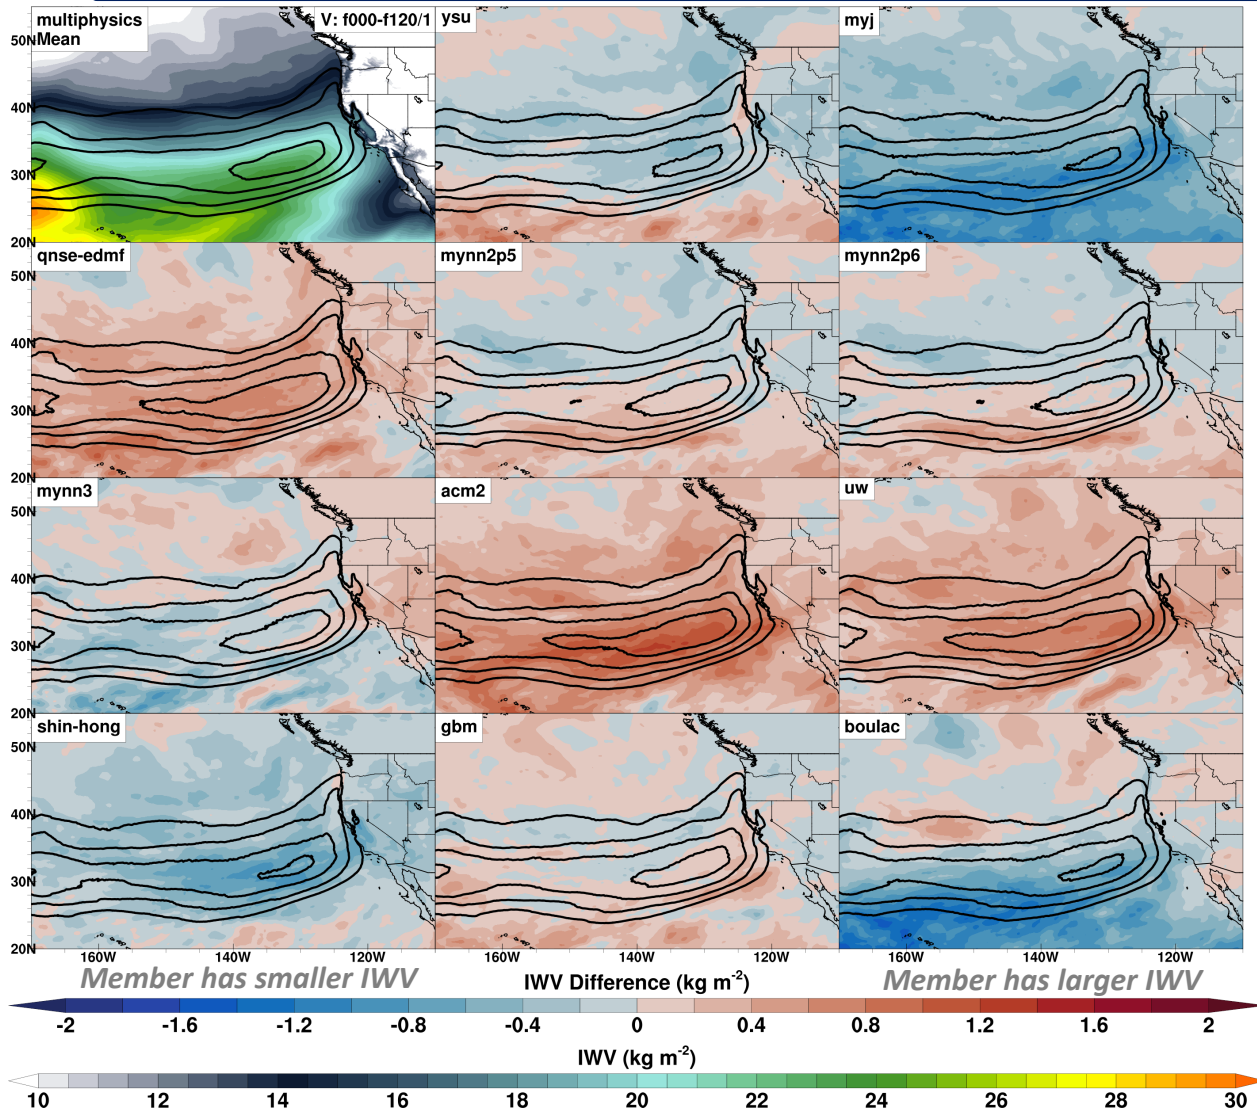 multiphysics
Mean
V: f000-f120/1
ysu
myj
50N
40N
30N
20N
qnse-edmf
mynn2p5
mynn2p6
50N
40N
30N
20N
mynn3
acm2
uw
50N
40N
30N
20N
shin-hong
gbm
boulac
50N
40N
30N
20N
160W 140W 120W 160W 140W 120W 160W 140W 120W
Member has smaller IWV
IWV Difference (kg m⁻²)
Member has larger IWV
-2 -1.6 -1.2 -0.8 -0.4 0 0.4 0.8 1.2 1.6 2
IWV (kg m⁻²)
10 12 14 16 18 20 22 24 26 28 30